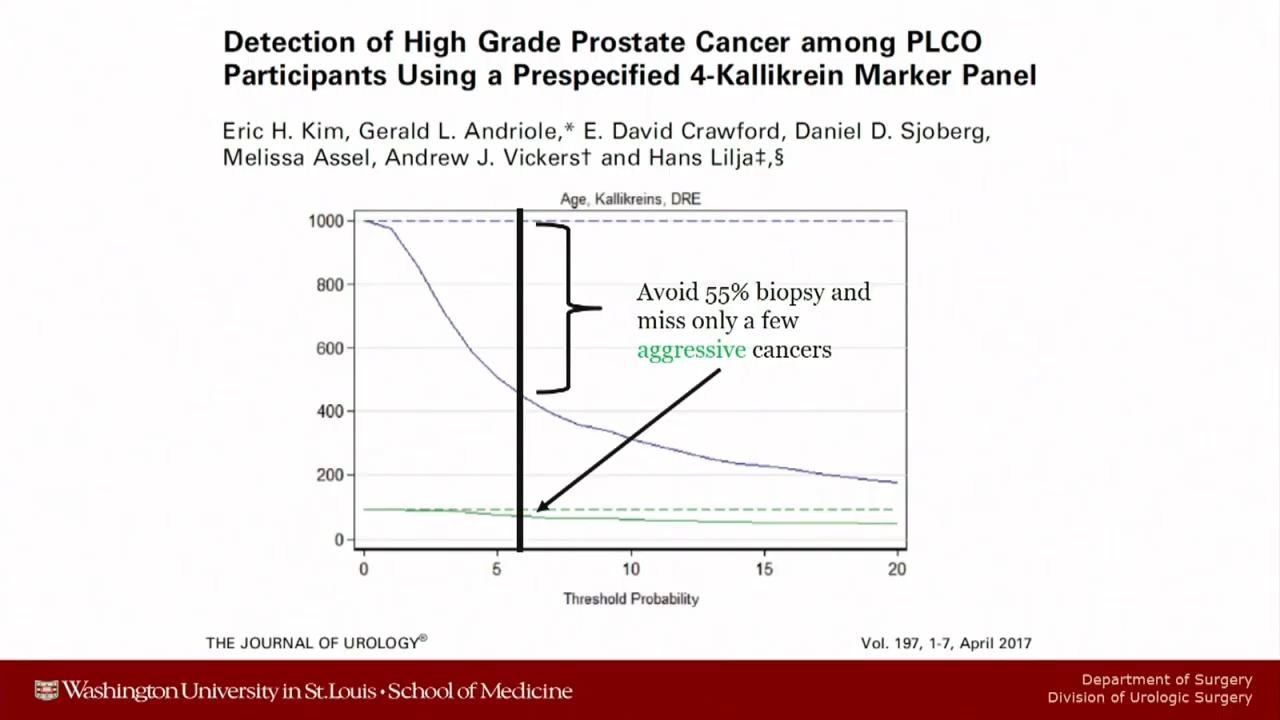 Detection of High Grade Prostate Cancer among PLCO
Participants Using a Prespecified 4-Kallikrein Marker Panel
Eric H. Kim, Gerald L. Andriole,* E. David Crawford, Daniel D. Sjoberg,
Melissa Assel, Andrew J. Vickers† and Hans Lilja‡,§
Age, Kallikreins, DRE
1000
800
600
400
200
0
Avoid 55% biopsy and
miss only a few
aggressive cancers
0 5 10 15 20
Threshold Probability
THE JOURNAL OF UROLOGY® Vol. 197, 1-7, April 2017
Washington University in St. Louis • School of Medicine
Department of Surgery
Division of Urologic Surgery